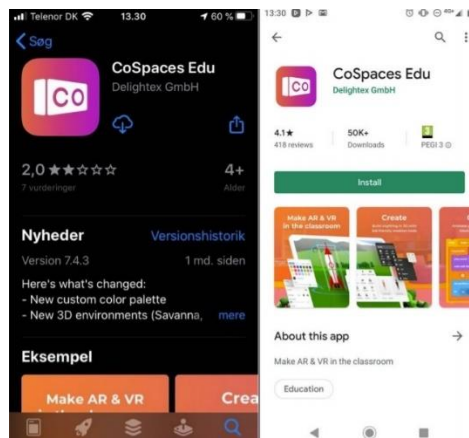 Telenor DK
13.30
60 %
Søg
CO
CoSpaces Edu
Delightex GmbH
2,0
4+
7 vurderinger
Alder
Nyheder
Versionshistorik
Version 7.4.3
1 md. siden
Here's what's changed:
- New custom color palette
- New 3D environments (Savanna,
mere
Eksempel
Make AR & VR
Crea
13:30
CO
CoSpaces Edu
Delightex GmbH
4.1★
50K+
3
418 reviews
Downloads
PEGI 3
Install
Make AR & VR
in the classroom
Create
About this app
Make AR & VR in the classroom
Education